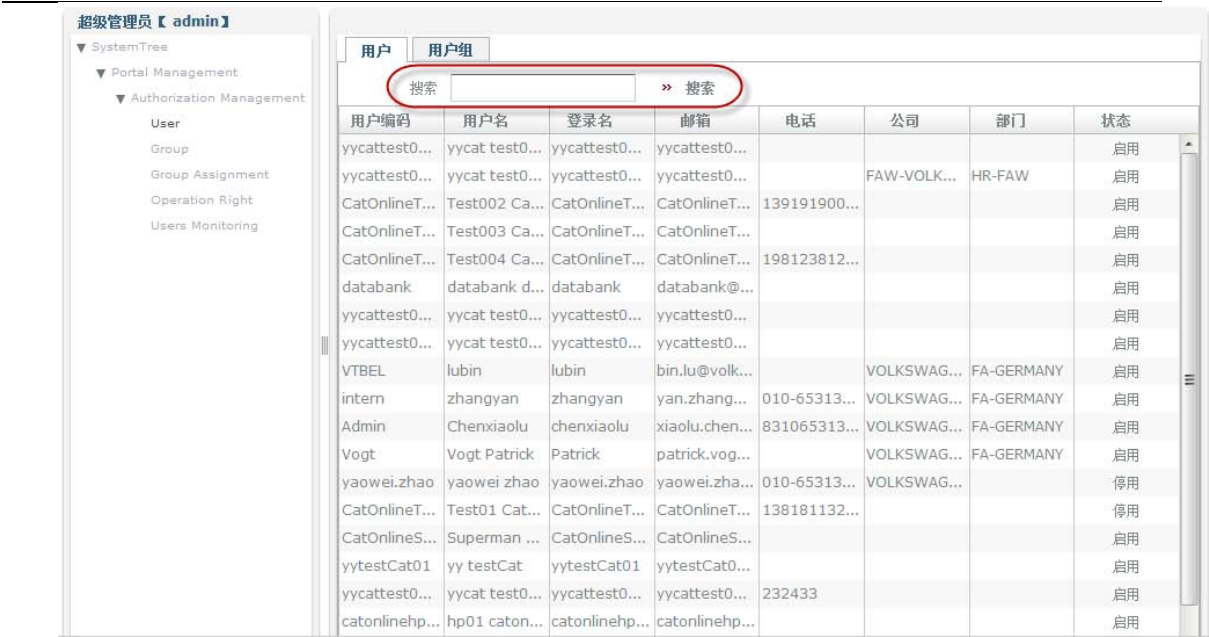 超级管理员【 admin】
SystemTree
Portal Management
Authorization Management
User
Group
Group Assignment
Operation Right
Users Monitoring
用户 用户组
搜索 » 搜索
用户编码 用户名 登录名 邮箱 电话 公司 部门 状态
yycattest0... yycat test0... yycattest0... yycattest0... 启用
yycattest0... yycat test0... yycattest0... yycattest0... FAW-VOLK... HR-FAW 启用
CatOnlineT... Test002 Ca... CatOnlineT... CatOnlineT... 139191900... 启用
CatOnlineT... Test003 Ca... CatOnlineT... CatOnlineT... 启用
CatOnlineT... Test004 Ca... CatOnlineT... CatOnlineT... 198123812... 启用
databank databank d... databank databank@... 启用
yycattest0... yycat test0... yycattest0... yycattest0... 启用
yycattest0... yycat test0... yycattest0... yycattest0... 启用
VTBEL lubin lubin bin.lu@volk... VOLKSWAG... FA-GERMANY 启用
intern zhangyan zhangyan yan.zhang... 010-65313... VOLKSWAG... FA-GERMANY 启用
Admin Chenxiaolu chenxiaolu xiaolu.chen... 831065313... VOLKSWAG... FA-GERMANY 启用
Vogt Vogt Patrick Patrick patrick.vog... VOLKSWAG... FA-GERMANY 启用
yaowei.zhao yaowei zhao yaowei.zhao yaowei.zha... 010-65313... VOLKSWAG... 停用
CatOnlineT... Test01 Cat... CatOnlineT... CatOnlineT... 138181132... 停用
CatOnlineS... Superman ... CatOnlineS... CatOnlineS... 启用
yytestCat01 yy testCat yytestCat01 yytestCat0... 启用
yycattest0... yycat test0... yycattest0... yycattest0... 232433 启用
catonlinehp... hp01 caton... catonlinehp... catonlinehp... 启用